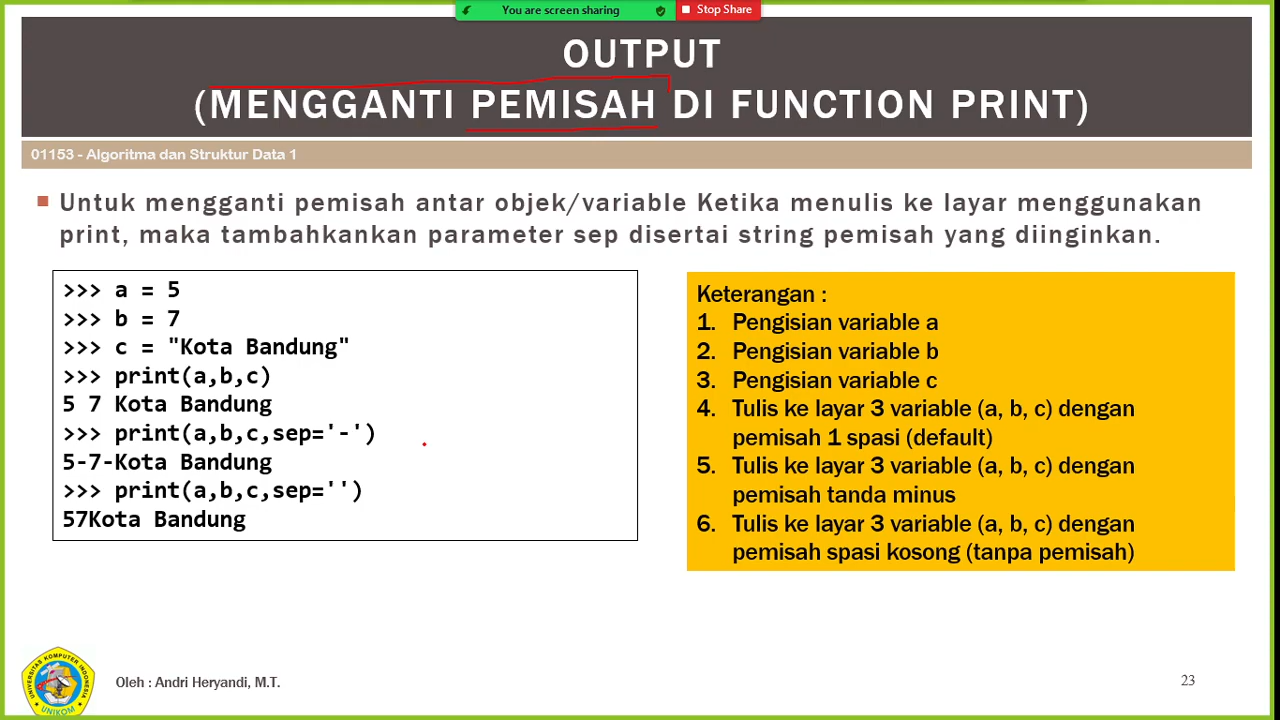 You are screen sharing
Stop Share
OUTPUT
(MENGGANTI PEMISAH DI FUNCTION PRINT)
01153 - Algoritma dan Struktur Data 1
Untuk mengganti pemisah antar objek/variable Ketika menulis ke layar menggunakan
print, maka tambahkankan parameter sep disertai string pemisah yang diinginkan.
>>> a = 5
>>> b = 7
>>> c = "Kota Bandung"
>>> print(a,b,c)
5 7 Kota Bandung
>>> print(a,b,c,sep='-')
5-7-Kota Bandung
>>> print(a,b,c,sep='')
57Kota Bandung
Keterangan :
1. Pengisian variable a
2. Pengisian variable b
3. Pengisian variable c
4. Tulis ke layar 3 variable (a, b, c) dengan
pemisah 1 spasi (default)
5. Tulis ke layar 3 variable (a, b, c) dengan
pemisah tanda minus
6. Tulis ke layar 3 variable (a, b, c) dengan
pemisah spasi kosong (tanpa pemisah)
UNIVERSITAS KOMPUTER INDONESIA
UNIKOM
Oleh : Andri Heryandi, M.T.
23